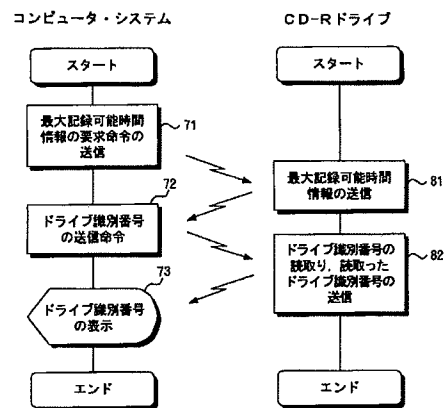 コンピュータ・システム
CD-Rドライブ
スタート
スタート
最大記録可能時間
情報の要求命令の
送信
71
最大記録可能時間
情報の送信
81
72
ドライブ識別番号
の送信命令
ドライブ識別番号の
読取り，読取った
ドライブ識別番号の
送信
82
73
ドライブ識別番号
の表示
エンド
エンド